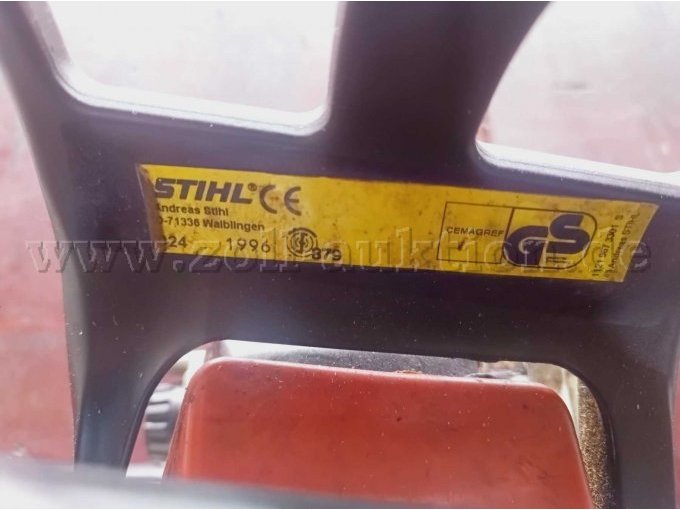 STIHL® CE
Andreas Stihl
D-71336 Waiblingen
24 1996 379
CEMAGREF
GS
www.zoll-auktion.de